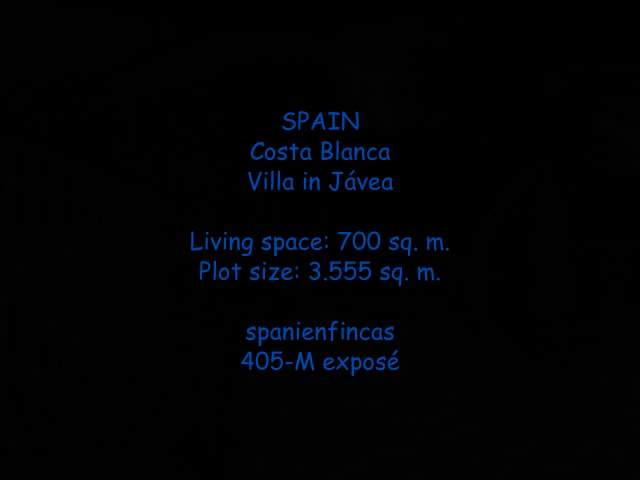 SPAIN
Costa Blanca
Villa in Jávea
Living space: 700 sq. m.
Plot size: 3.555 sq. m.
spanienfincas
405-M exposé